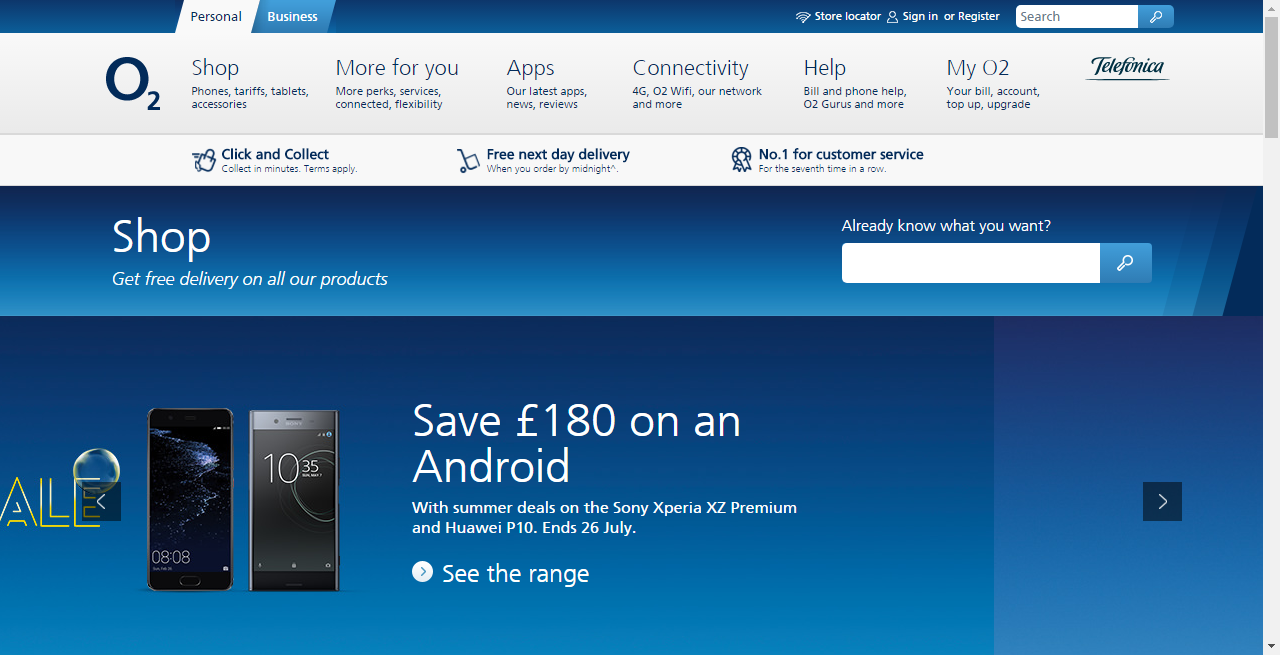 Personal
Business
Store locator
Sign in or Register
Search
O2
Shop
Phones, tariffs, tablets,
accessories
More for you
More perks, services,
connected, flexibility
Apps
Our latest apps,
news, reviews
Connectivity
4G, O2 Wifi, our network
and more
Help
Bill and phone help,
O2 Gurus and more
My O2
Your bill, account,
top up, upgrade
Telefónica
Click and Collect
Collect in minutes. Terms apply.
Free next day delivery
When you order by midnight^.
No.1 for customer service
For the seventh time in a row.
Shop
Get free delivery on all our products
Already know what you want?
ALE
08:08
10 35
Save £180 on an
Android
With summer deals on the Sony Xperia XZ Premium
and Huawei P10. Ends 26 July.
See the range